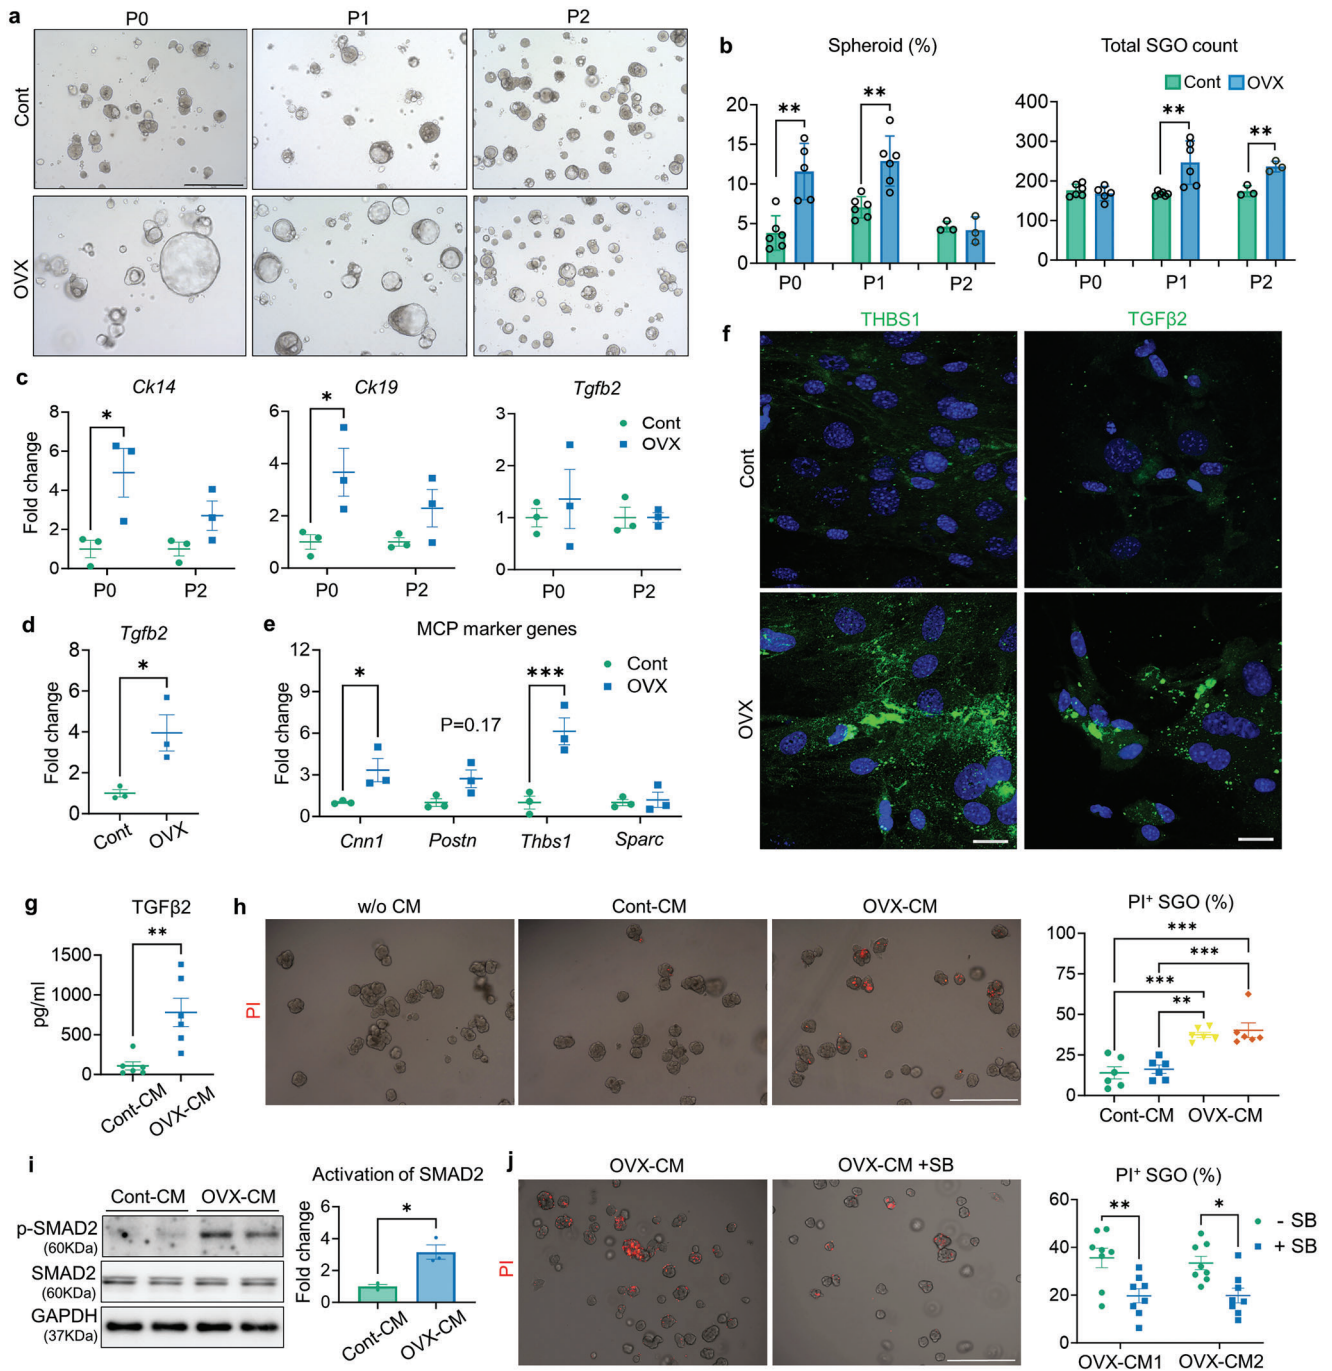 a
P0 P1 P2
Cont
OVX
b
Spheroid (%) Total SGO count
Cont OVX
20
15
10
5
0
** **
P0 P1 P2
400
300
200
100
0
** **
P0 P1 P2
c
Ck14 Ck19 Tgfb2
Fold change
8
6
4
2
0
*
P0 P2
6
4
2
0
*
P0 P2
3
2
1
0
Cont
OVX
P0 P2
d
Tgfb2
Fold change
8
6
4
2
0
*
Cont OVX
e
MCP marker genes
Fold change
12
9
6
3
0
* P=0.17 ***
Cont
OVX
Cnn1 Postn Thbs1 Sparc
f
THBS1 TGFβ2
Cont
OVX
g
TGFβ2
pg/ml
1500
1000
500
0
**
Cont-CM OVX-CM
h
w/o CM Cont-CM OVX-CM
PI
PI+ SGO (%)
100
75
50
25
0
***
***
***
**
Cont-CM OVX-CM
i
Cont-CM OVX-CM
p-SMAD2
(60KDa)
SMAD2
(60KDa)
GAPDH
(37KDa)
Activation of SMAD2
Fold change
6
4
2
0
*
Cont-CM OVX-CM
j
OVX-CM OVX-CM +SB
PI
PI+ SGO (%)
60
40
20
0
** *
- SB
+ SB
OVX-CM1 OVX-CM2